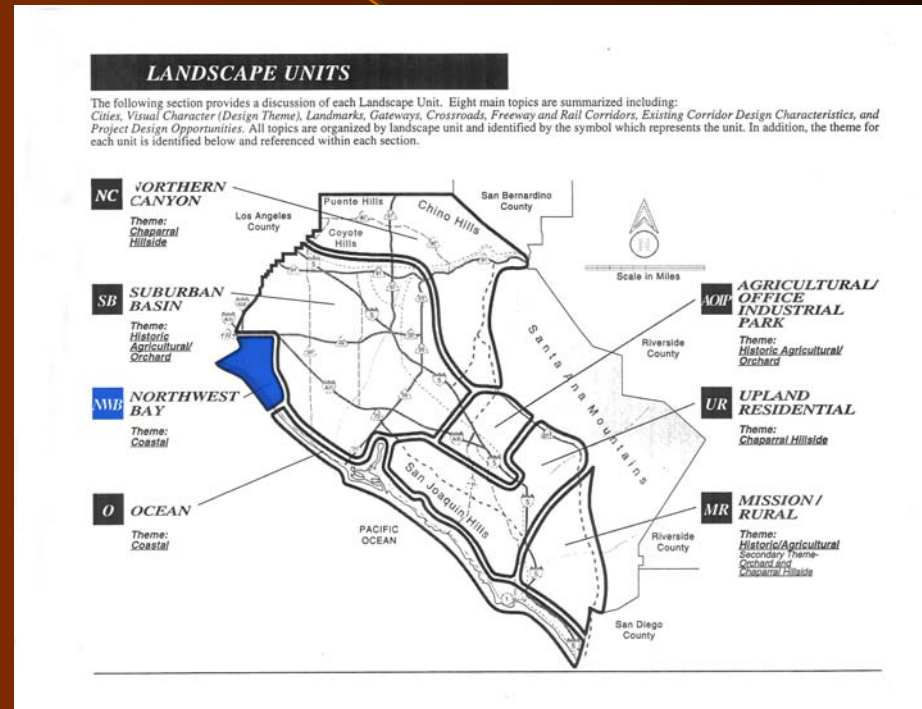 LANDSCAPE UNITS
The following section provides a discussion of each Landscape Unit. Eight main topics are summarized including:
Cities, Visual Character (Design Theme), Landmarks, Gateways, Crossroads, Freeway and Rail Corridors, Existing Corridor Design Characteristics, and
Project Design Opportunities. All topics are organized by landscape unit and identified by the symbol which represents the unit. In addition, the theme for
each unit is identified below and referenced within each section.
NC NORTHERN
CANYON
Theme:
Chaparral
Hillside
SB SUBURBAN
BASIN
Theme:
Historic
Agricultural/
Orchard
NWB NORTHWEST
BAY
Theme:
Coastal
O OCEAN
Theme:
Coastal
Los Angeles
County
Puente Hills
Coyote
Hills
Chino Hills
San Bernardino
County
Santa Ana Mountains
San Joaquin Hills
PACIFIC
OCEAN
Riverside
County
Riverside
County
San Diego
County
N
Scale in Miles
AOIP AGRICULTURAL/
OFFICE
INDUSTRIAL
PARK
Theme:
Historic Agricultural/
Orchard
UR UPLAND
RESIDENTIAL
Theme:
Chaparral Hillside
MR MISSION /
RURAL
Theme:
Historic/Agricultural
Secondary Theme-
Orchard and
Chaparral Hillside
5
5
5
5
5
1